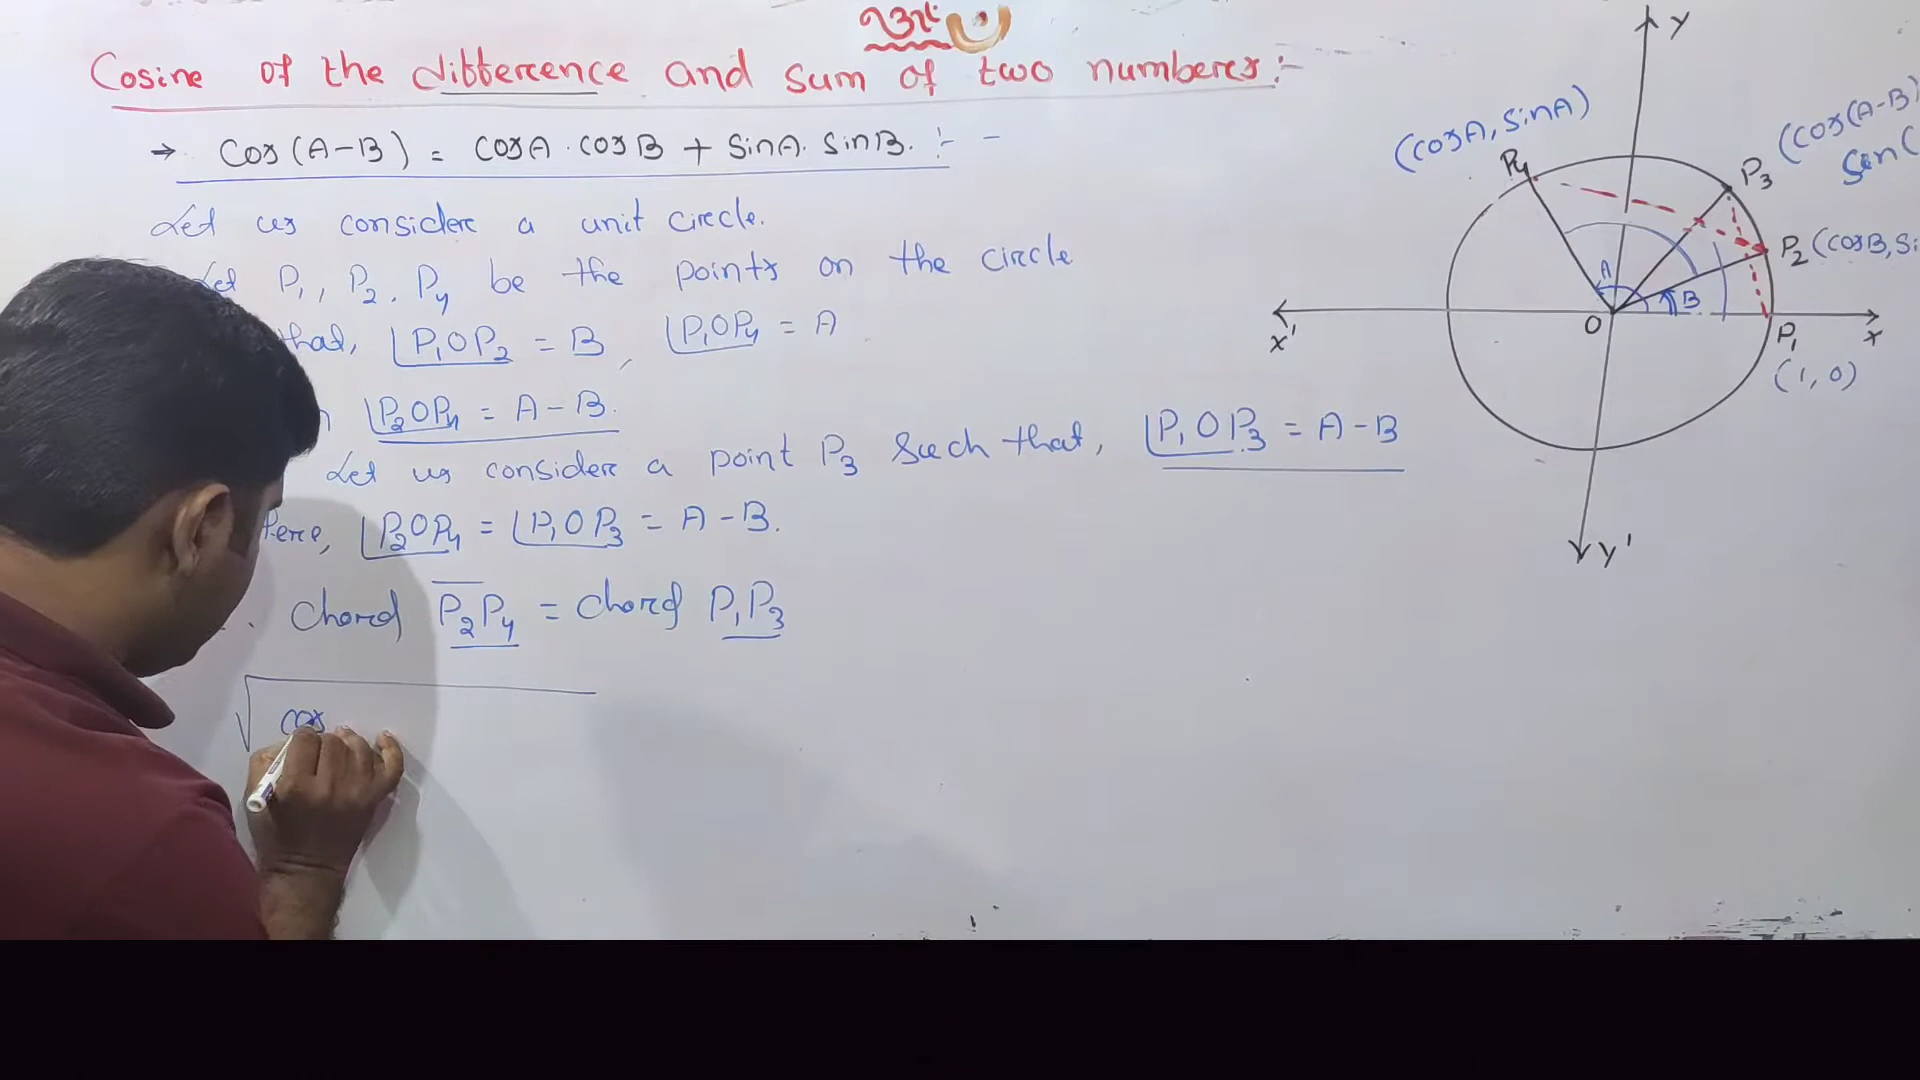 Cosine of the difference and sum of two numbers :-
→ Cos(A-B) = cosA . cosB + SinA. SinB. :- -
Let us consider a unit circle.
Let P₁, P₂, P₄ be the points on the circle
that, ∠P₁OP₂ = B, ∠P₁OP₄ = A
∠P₂OP₄ = A-B.
Let us consider a point P₃ such that, ∠P₁OP₃ = A-B
Here, ∠P₂OP₄ = ∠P₁OP₃ = A-B.
∴ Chord P₂P₄ = Chord P₁P₃
√ cos
Y
(cosA, SinA)
P₄
(cos(A-B)
Sin(
P₃
P₂ (cosB, Si
A
B
O
X'
P₁
X
(1, 0)
Y'